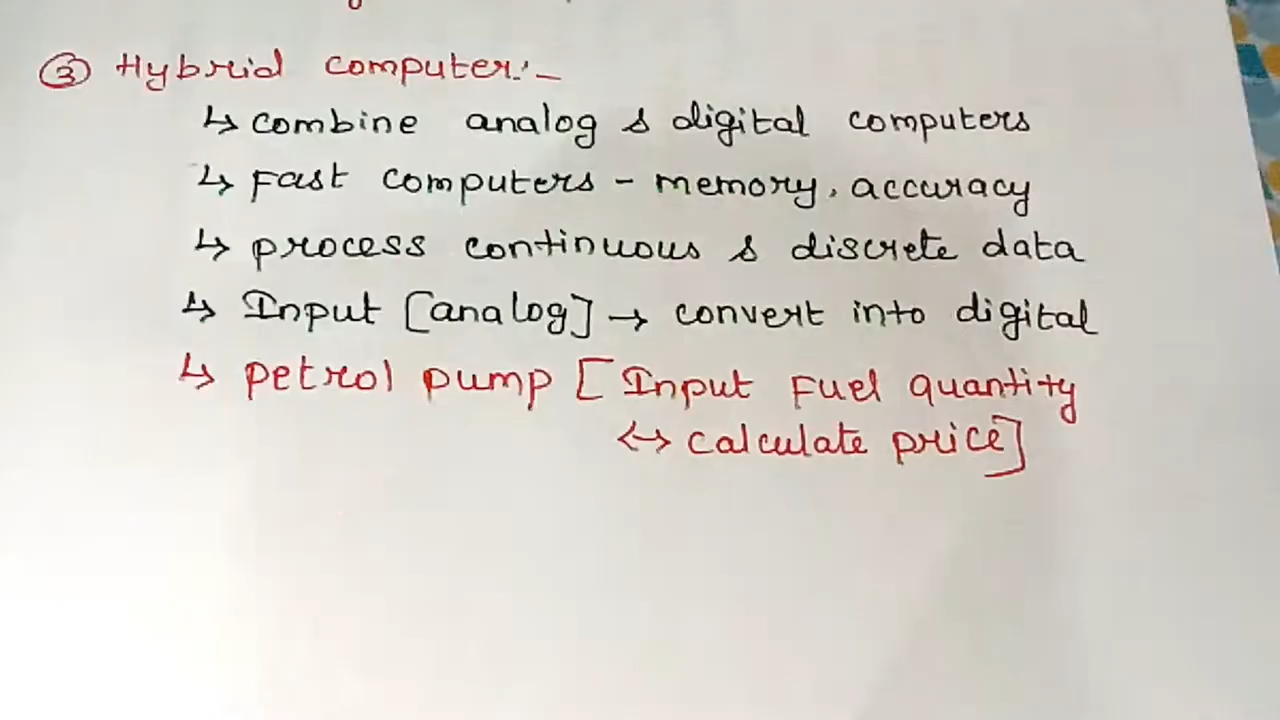 ③ Hybrid computer:-
↳ combine analog & digital computers
↳ Fast computers - memory, accuracy
↳ process continuous & discrete data
↳ Input [analog] → convert into digital
↳ petrol pump [Input Fuel quantity
↔ calculate price]